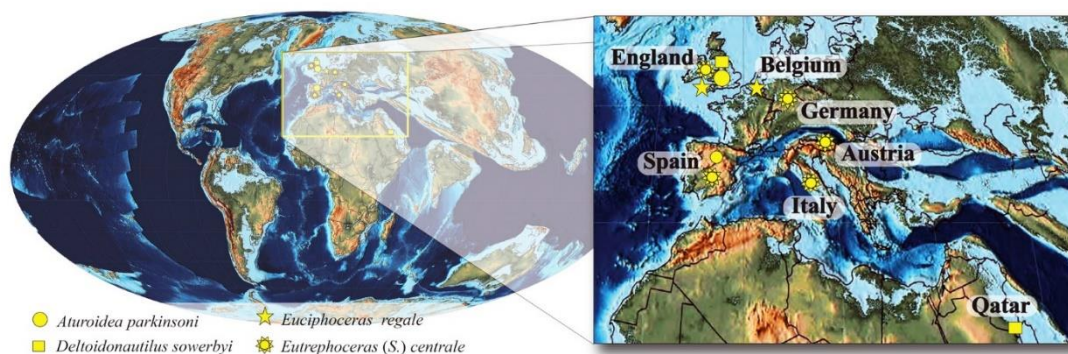 England
Belgium
Germany
Spain
Austria
Italy
Qatar
Aturoidea parkinsoni
Euciphoceras regale
Deltoidonautilus sowerbyi
Eutrephoceras (S.) centrale